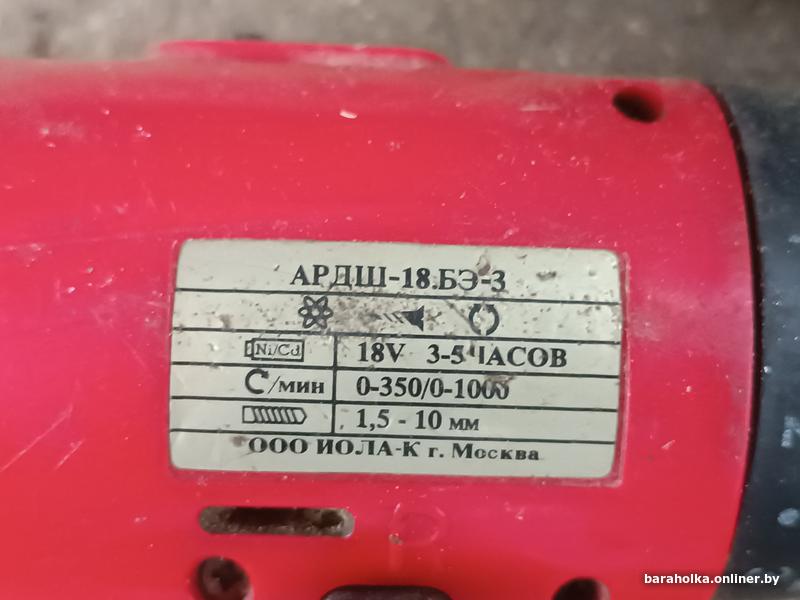 АРДШ-18.БЭ-3
Ni/Cd 18V 3-5 ЧАСОВ
/мин 0-350/0-1000
1,5 - 10 мм
ООО ИОЛА-К г. Москва
baraholka.onliner.by